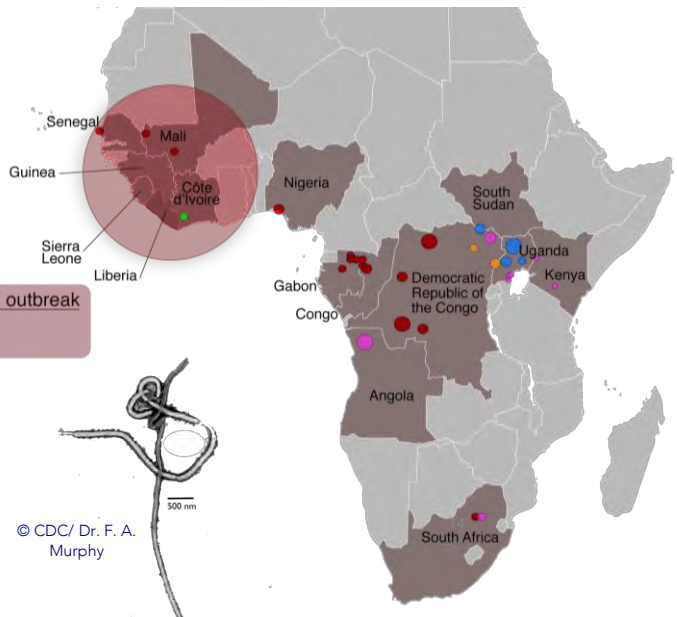 Senegal
Mali
Guinea
Côte
d'Ivoire
Nigeria
Sierra
Leone
Liberia
South
Sudan
Uganda
Kenya
Gabon
Congo
Democratic
Republic of
the Congo
outbreak
Angola
500 nm
© CDC/ Dr. F. A.
Murphy
South Africa